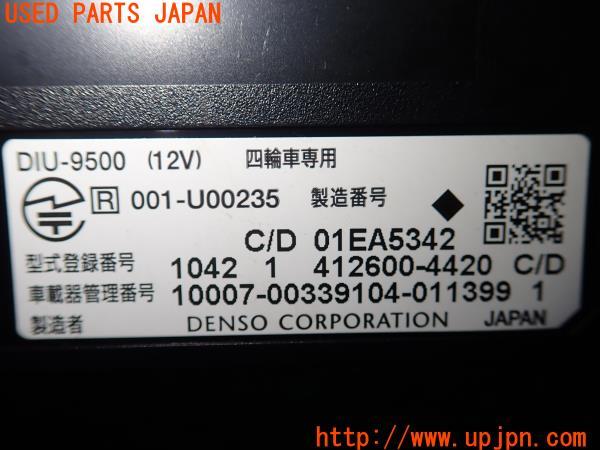 USED PARTS JAPAN
DIU-9500 (12V) 四輪車専用
R 001-U00235 製造番号
C/D 01EA5342
型式登録番号 1042 1 412600-4420 C/D
車載器管理番号 10007-00339104-011399 1
製造者 DENSO CORPORATION JAPAN
http://www.upjpn.com